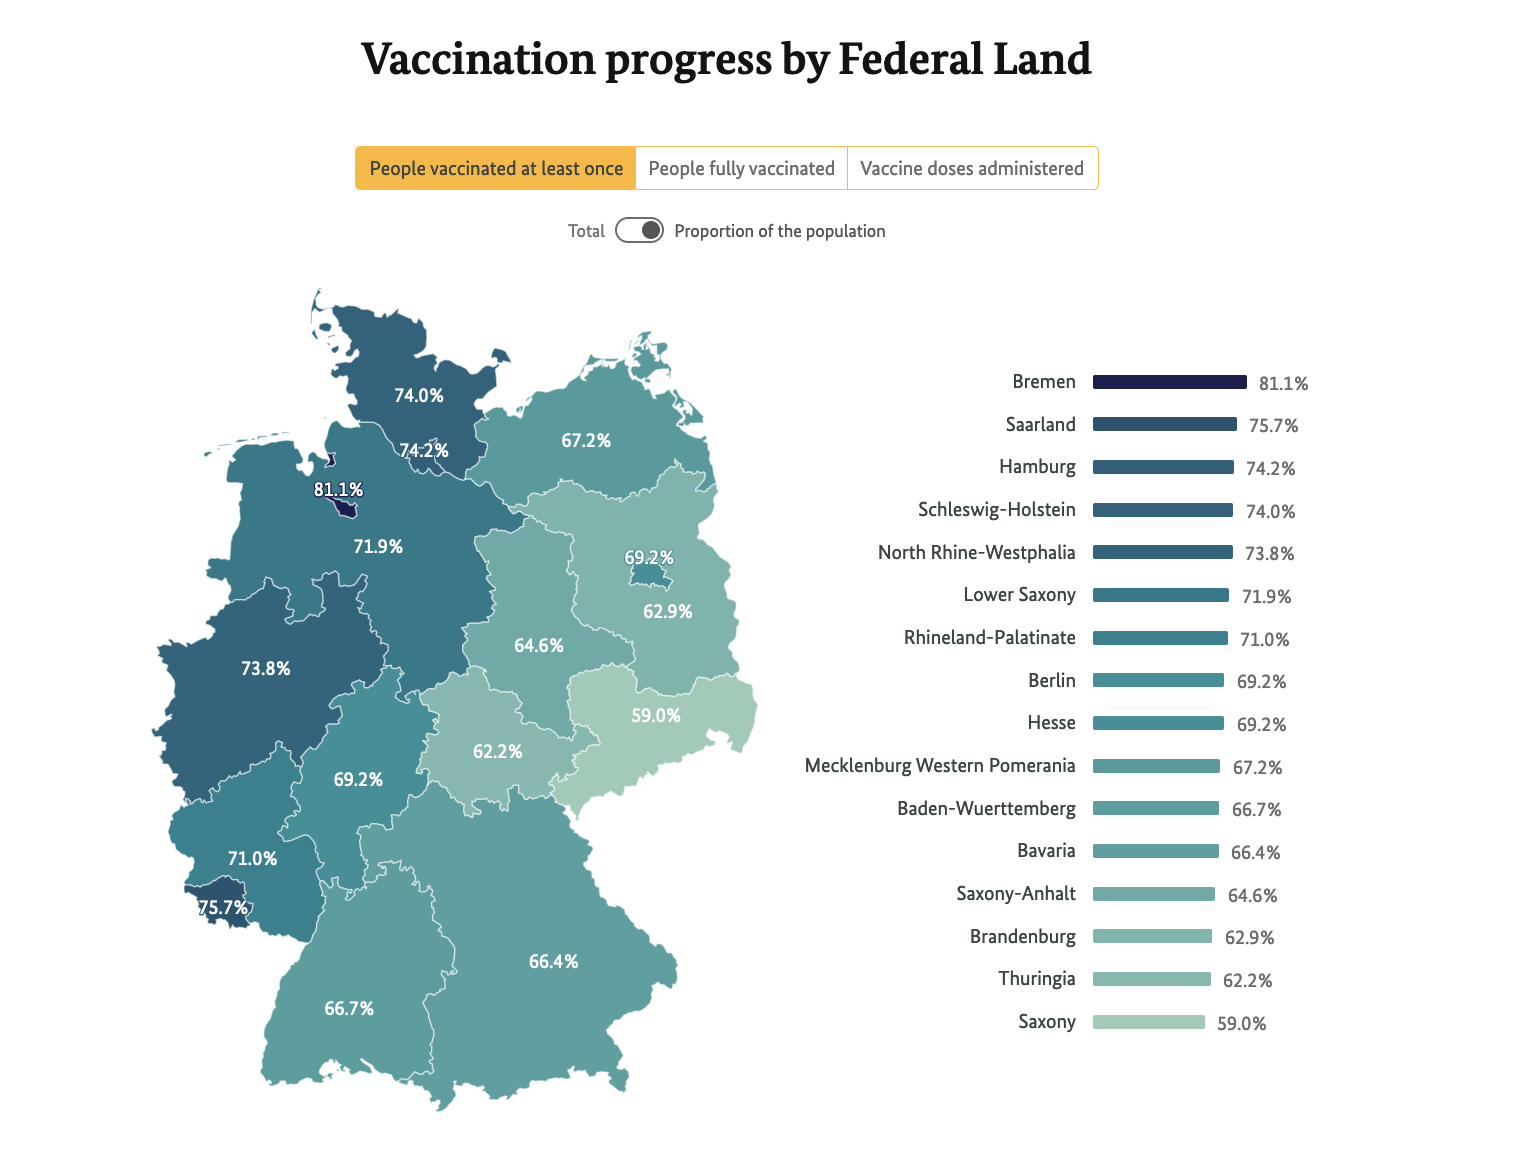 Vaccination progress by Federal Land
People vaccinated at least once People fully vaccinated Vaccine doses administered
Total Proportion of the population
74.0%
67.2%
74.2%
81.1%
71.9%
69.2%
62.9%
64.6%
73.8%
59.0%
62.2%
69.2%
71.0%
75.7%
66.4%
66.7%
Bremen 81.1%
Saarland 75.7%
Hamburg 74.2%
Schleswig-Holstein 74.0%
North Rhine-Westphalia 73.8%
Lower Saxony 71.9%
Rhineland-Palatinate 71.0%
Berlin 69.2%
Hesse 69.2%
Mecklenburg Western Pomerania 67.2%
Baden-Wuerttemberg 66.7%
Bavaria 66.4%
Saxony-Anhalt 64.6%
Brandenburg 62.9%
Thuringia 62.2%
Saxony 59.0%